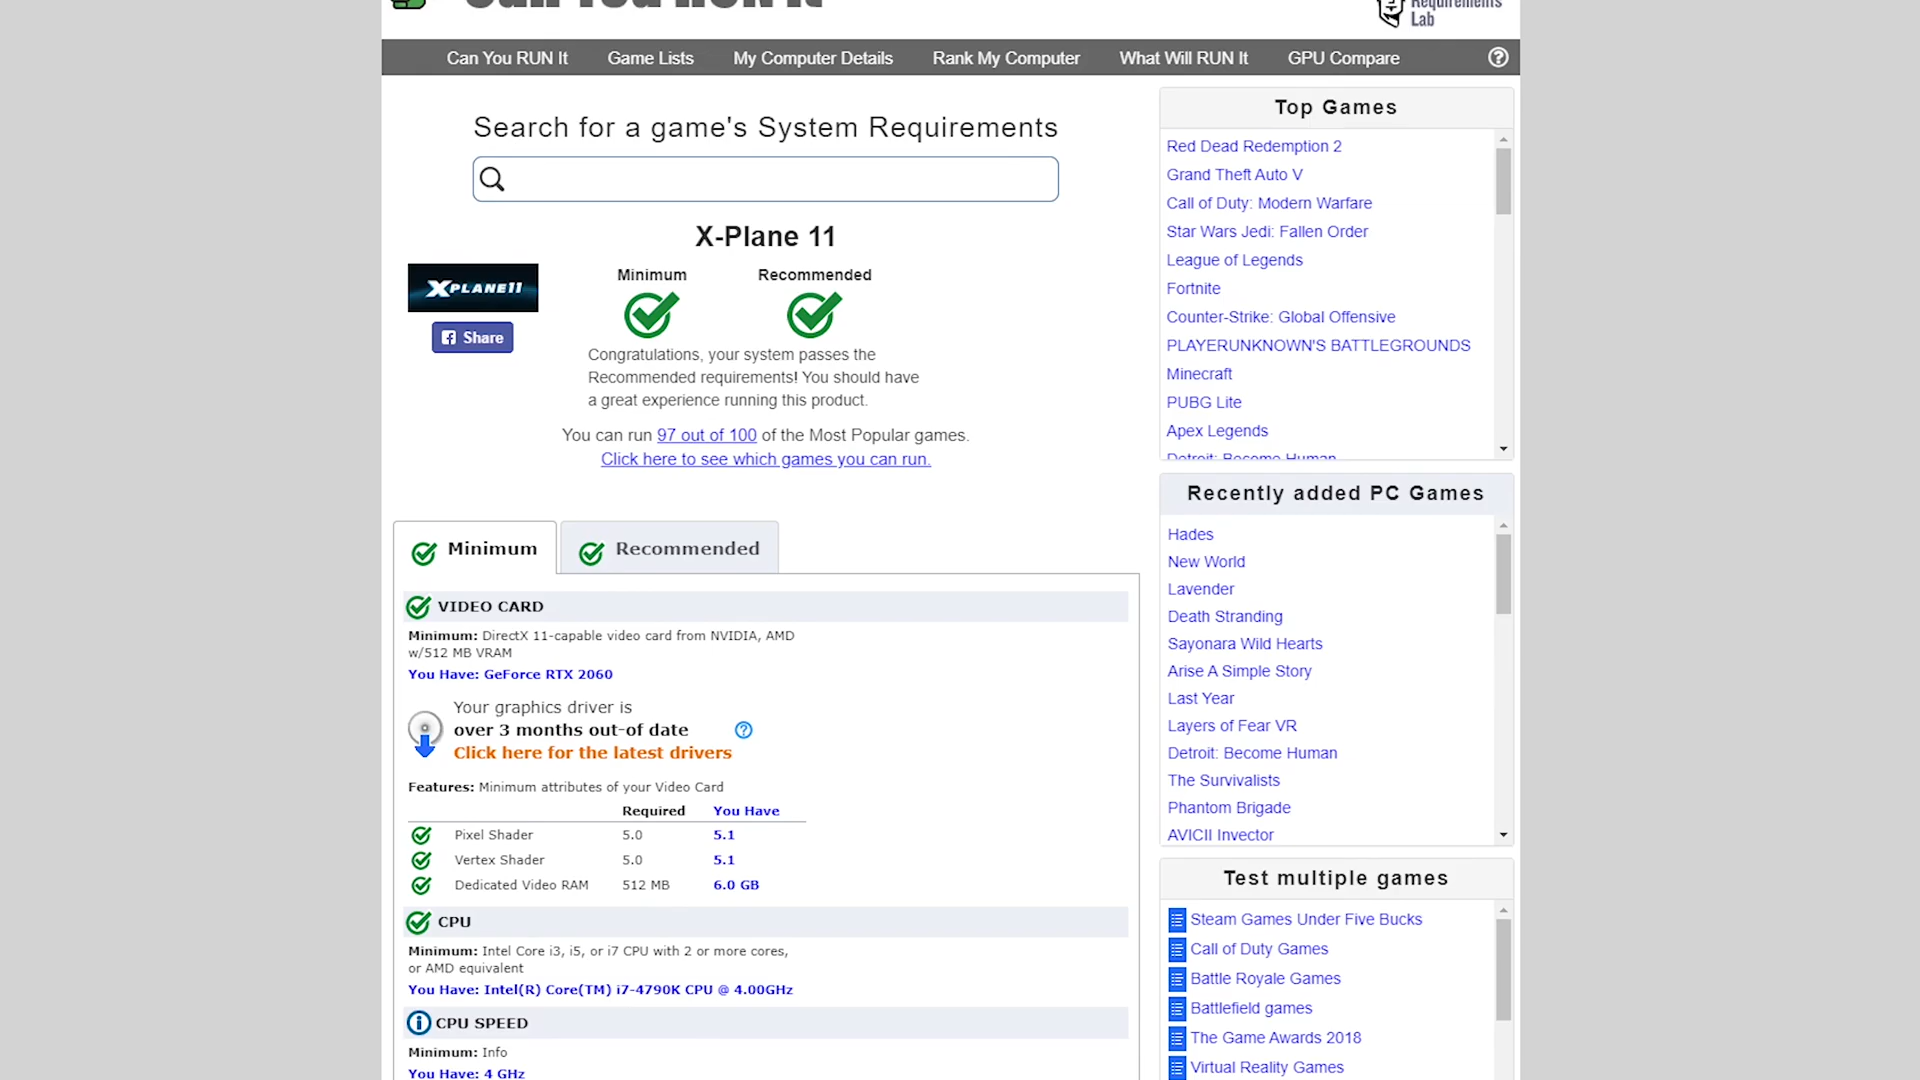 Can You RUN It
Requirements
Lab
Can You RUN It
Game Lists
My Computer Details
Rank My Computer
What Will RUN It
GPU Compare
Search for a game's System Requirements
X-Plane 11
XPLANE11
Share
Minimum
Recommended
Congratulations, your system passes the
Recommended requirements! You should have
a great experience running this product.
You can run 97 out of 100 of the Most Popular games.
Click here to see which games you can run.
Minimum
Recommended
VIDEO CARD
Minimum: DirectX 11-capable video card from NVIDIA, AMD
w/512 MB VRAM
You Have: GeForce RTX 2060
Your graphics driver is
over 3 months out-of date
Click here for the latest drivers
Features: Minimum attributes of your Video Card
Required You Have
Pixel Shader 5.0 5.1
Vertex Shader 5.0 5.1
Dedicated Video RAM 512 MB 6.0 GB
CPU
Minimum: Intel Core i3, i5, or i7 CPU with 2 or more cores,
or AMD equivalent
You Have: Intel(R) Core(TM) i7-4790K CPU @ 4.00GHz
CPU SPEED
Minimum: Info
You Have: 4 GHz
Top Games
Red Dead Redemption 2
Grand Theft Auto V
Call of Duty: Modern Warfare
Star Wars Jedi: Fallen Order
League of Legends
Fortnite
Counter-Strike: Global Offensive
PLAYERUNKNOWN'S BATTLEGROUNDS
Minecraft
PUBG Lite
Apex Legends
Detroit: Become Human
Recently added PC Games
Hades
New World
Lavender
Death Stranding
Sayonara Wild Hearts
Arise A Simple Story
Last Year
Layers of Fear VR
Detroit: Become Human
The Survivalists
Phantom Brigade
AVICII Invector
Test multiple games
Steam Games Under Five Bucks
Call of Duty Games
Battle Royale Games
Battlefield games
The Game Awards 2018
Virtual Reality Games